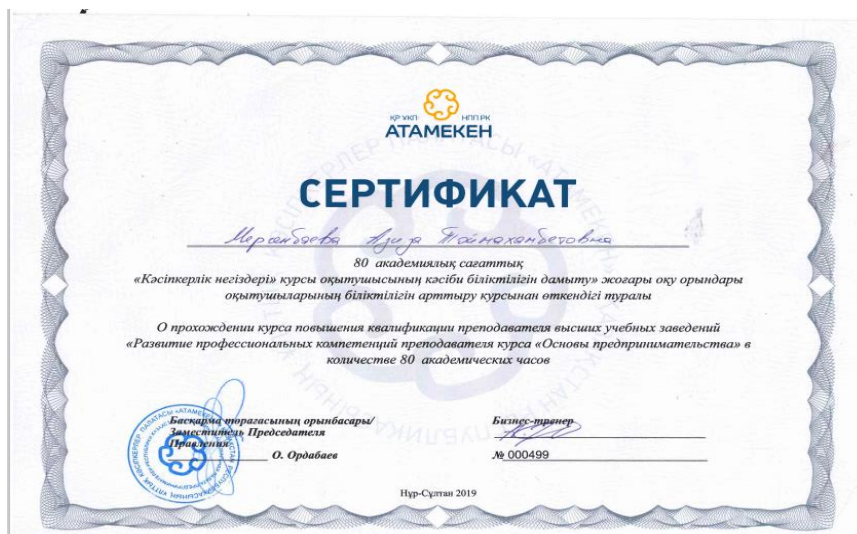 ҚР ҰКП НПП РК
АТАМЕКЕН
СЕРТИФИКАТ
Азиза Таймахамбетовна
80 академиялық сағаттық
«Кәсіпкерлік негіздері» курсы оқытушысының кәсіби біліктілігін дамыту» жоғары оқу орындары
оқытушыларының біліктілігін арттыру курсынан өткендігі туралы
О прохождении курса повышения квалификации преподавателя высших учебных заведений
«Развитие профессиональных компетенций преподавателя курса «Основы предпринимательства» в
количестве 80 академических часов
Басқарма төрағасының орынбасары/
Заместитель Председателя
Правления
О. Ордабаев
Бизнес-тренер
№ 000499
Нұр-Сұлтан 2019